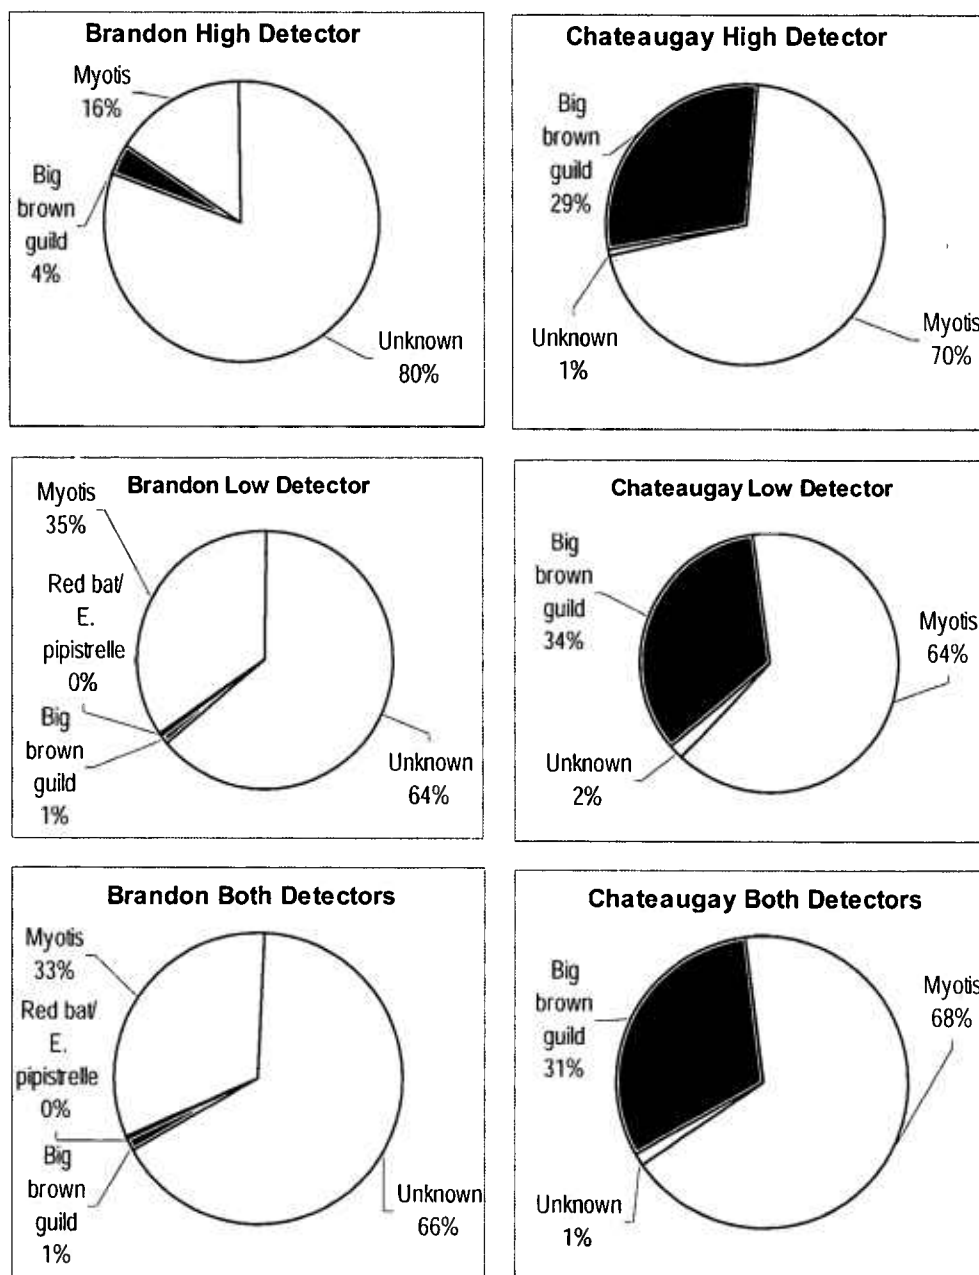 Brandon High Detector
Myotis
16%
Big
brown
guild
4%
Unknown
80%
Chateaugay High Detector
Big
brown
guild
29%
Unknown
1%
Myotis
70%
Brandon Low Detector
Myotis
35%
Red bat/
E.
pipistrelle
0%
Big
brown
guild
1%
Unknown
64%
Chateaugay Low Detector
Big
brown
guild
34%
Myotis
64%
Unknown
2%
Brandon Both Detectors
Myotis
33%
Red bat/
E.
pipistrelle
0%
Big
brown
guild
1%
Unknown
66%
Chateaugay Both Detectors
Big
brown
guild
31%
Myotis
68%
Unknown
1%